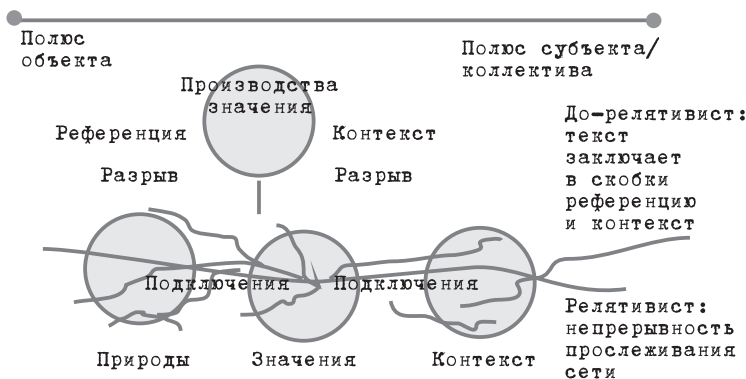 Полюс
объекта
Полюс субъекта/
коллектива
Производства
значения
Референция
Контекст
Разрыв
Разрыв
До-релятивист:
текст
заключает
в скобки
референцию
и контекст
Подключения
Подключения
Природы
Значения
Контекст
Релятивист:
непрерывность
прослеживания
сети